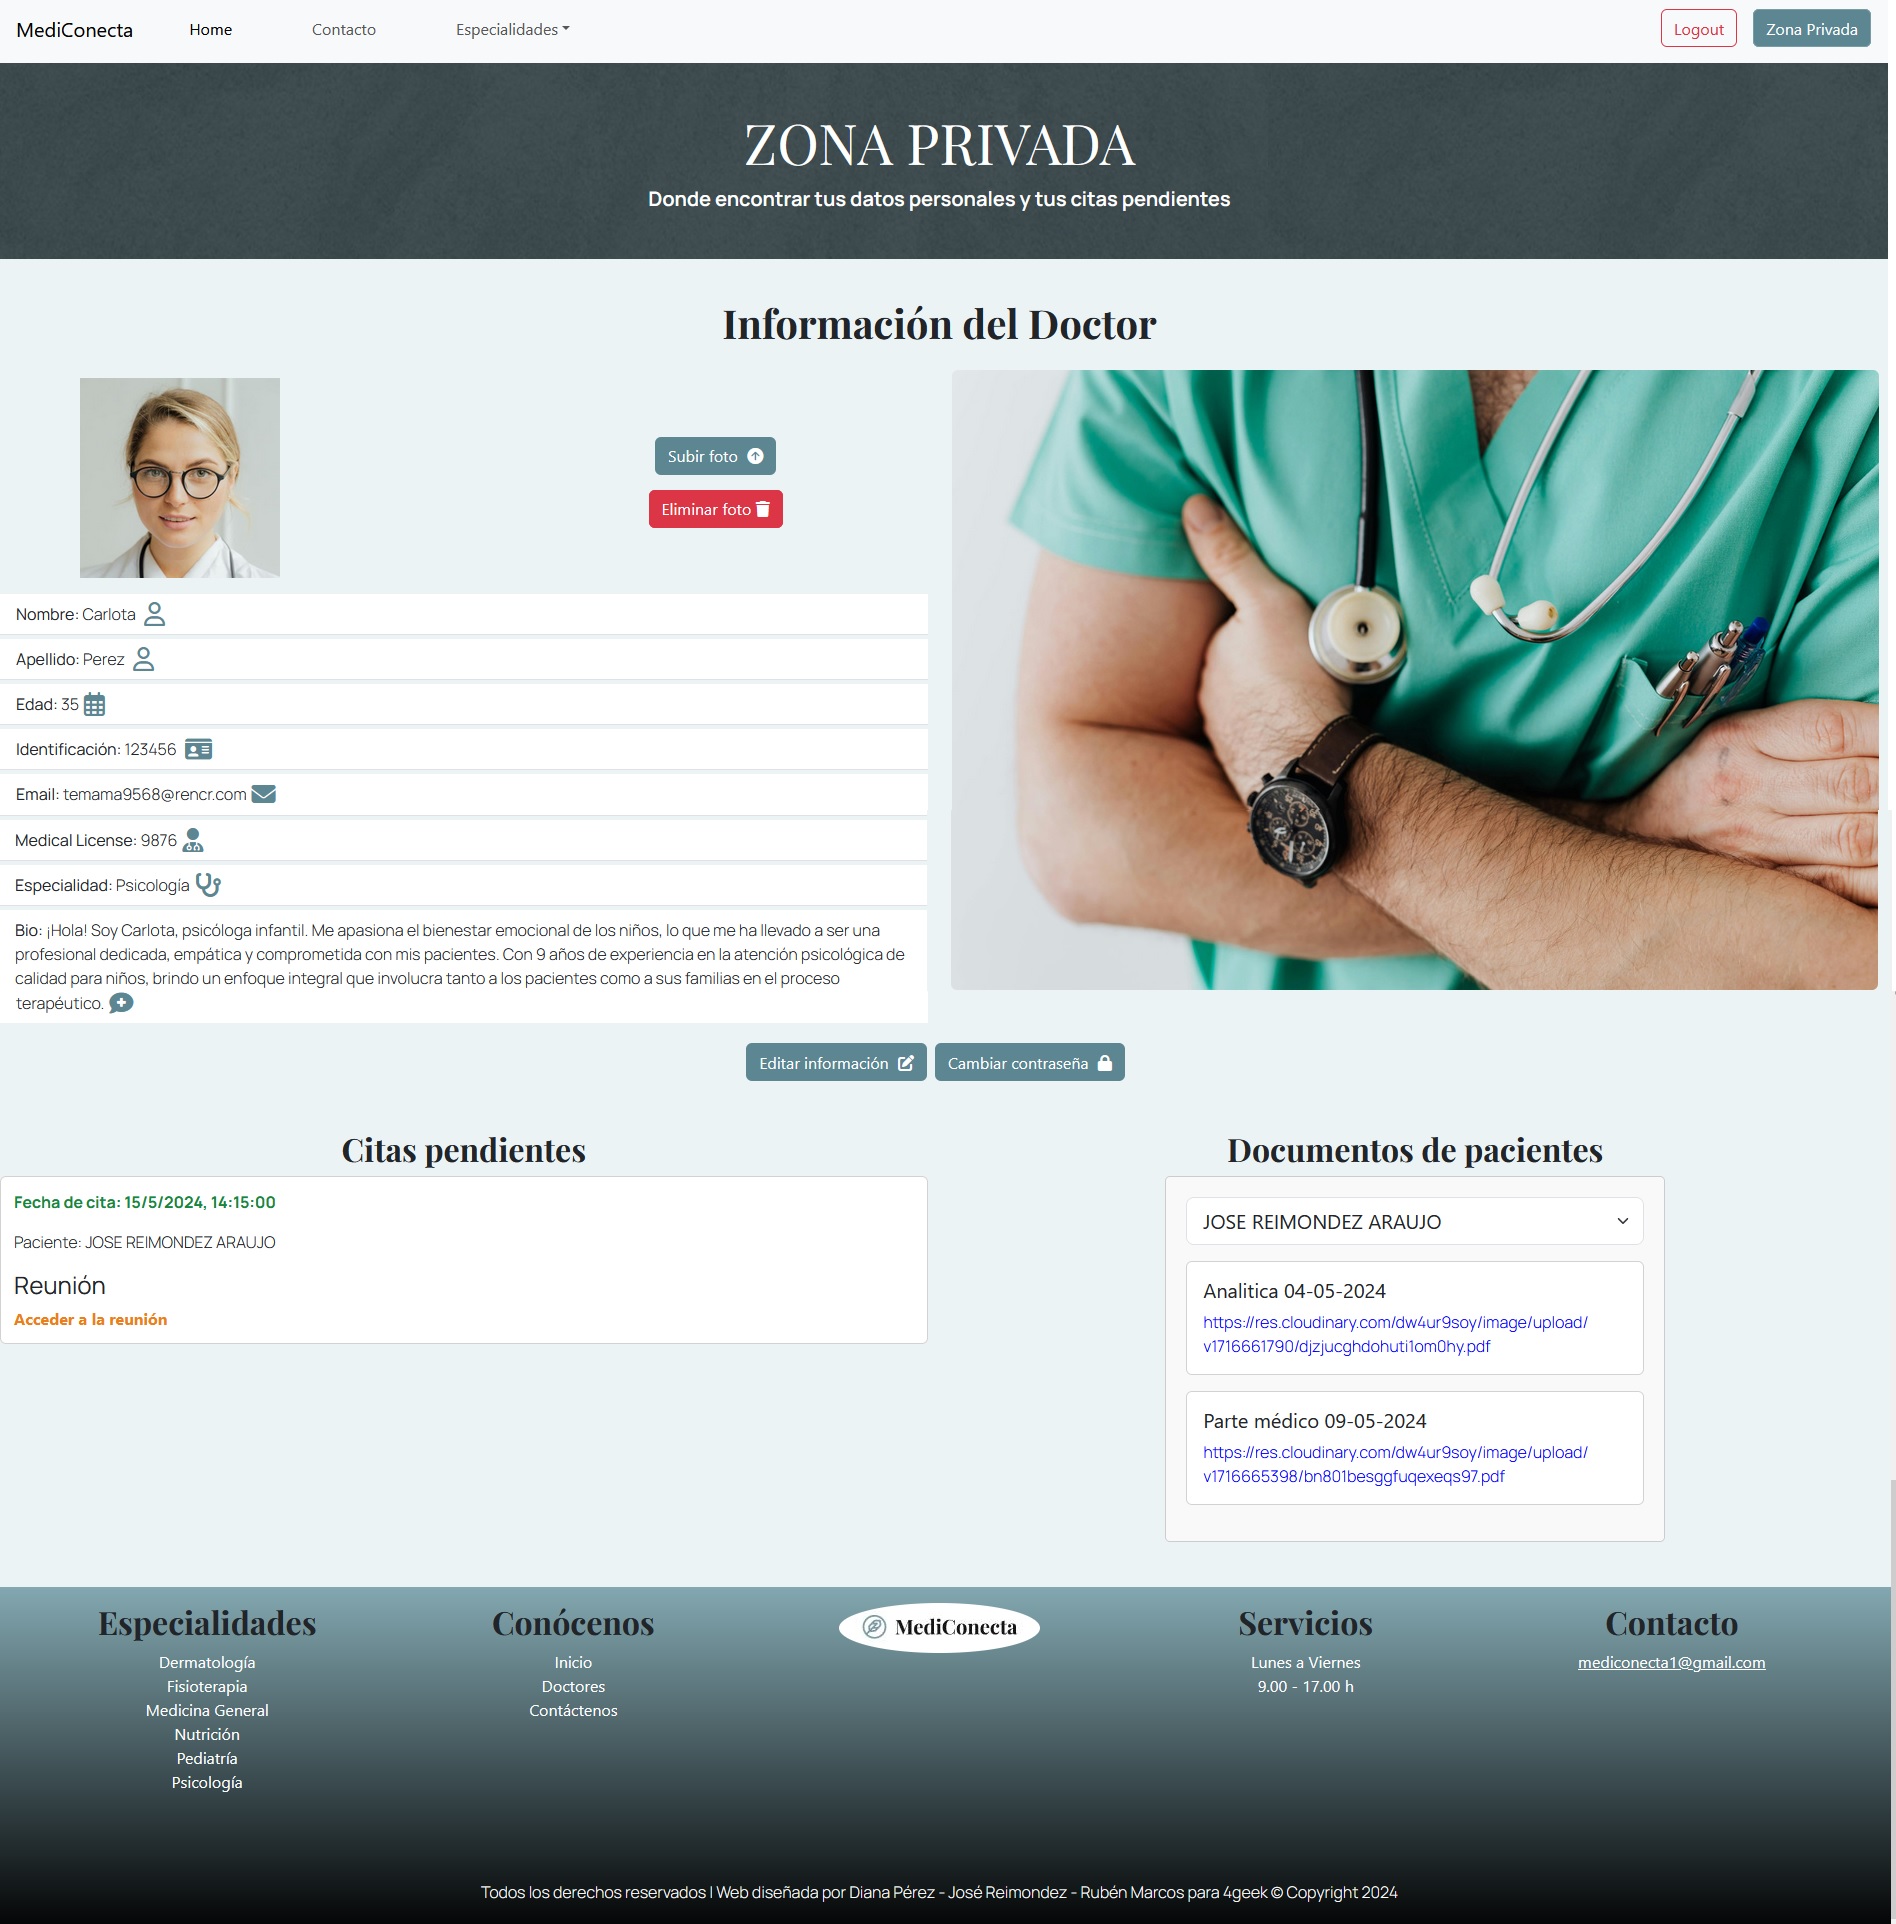 MediConecta
Home
Contacto
Especialidades
Logout
Zona Privada
ZONA PRIVADA
Donde encontrar tus datos personales y tus citas pendientes
Información del Doctor
Subir foto
Eliminar foto
Nombre: Carlota
Apellido: Perez
Edad: 35
Identificación: 123456
Email: temama9568@rencr.com
Medical License: 9876
Especialidad: Psicología
Bio: ¡Hola! Soy Carlota, psicóloga infantil. Me apasiona el bienestar emocional de los niños, lo que me ha llevado a ser una
profesional dedicada, empática y comprometida con mis pacientes. Con 9 años de experiencia en la atención psicológica de
calidad para niños, brindo un enfoque integral que involucra tanto a los pacientes como a sus familias en el proceso
terapéutico.
Editar información
Cambiar contraseña
Citas pendientes
Fecha de cita: 15/5/2024, 14:15:00
Paciente: JOSE REIMONDEZ ARAUJO
Reunión
Acceder a la reunión
Documentos de pacientes
JOSE REIMONDEZ ARAUJO
Analitica 04-05-2024
https://res.cloudinary.com/dw4ur9soy/image/upload/
v1716661790/djzjucghdohuti1om0hy.pdf
Parte médico 09-05-2024
https://res.cloudinary.com/dw4ur9soy/image/upload/
v1716665398/bn801besggfuqexeqs97.pdf
Especialidades
Dermatología
Fisioterapia
Medicina General
Nutrición
Pediatría
Psicología
Conócenos
Inicio
Doctores
Contáctenos
MediConecta
Servicios
Lunes a Viernes
9.00 - 17.00 h
Contacto
mediconecta1@gmail.com
Todos los derechos reservados | Web diseñada por Diana Pérez - José Reimondez - Rubén Marcos para 4geek © Copyright 2024